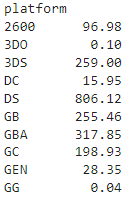 platform
2600 96.98
3DO 0.10
3DS 259.00
DC 15.95
DS 806.12
GB 255.46
GBA 317.85
GC 198.93
GEN 28.35
GG 0.04